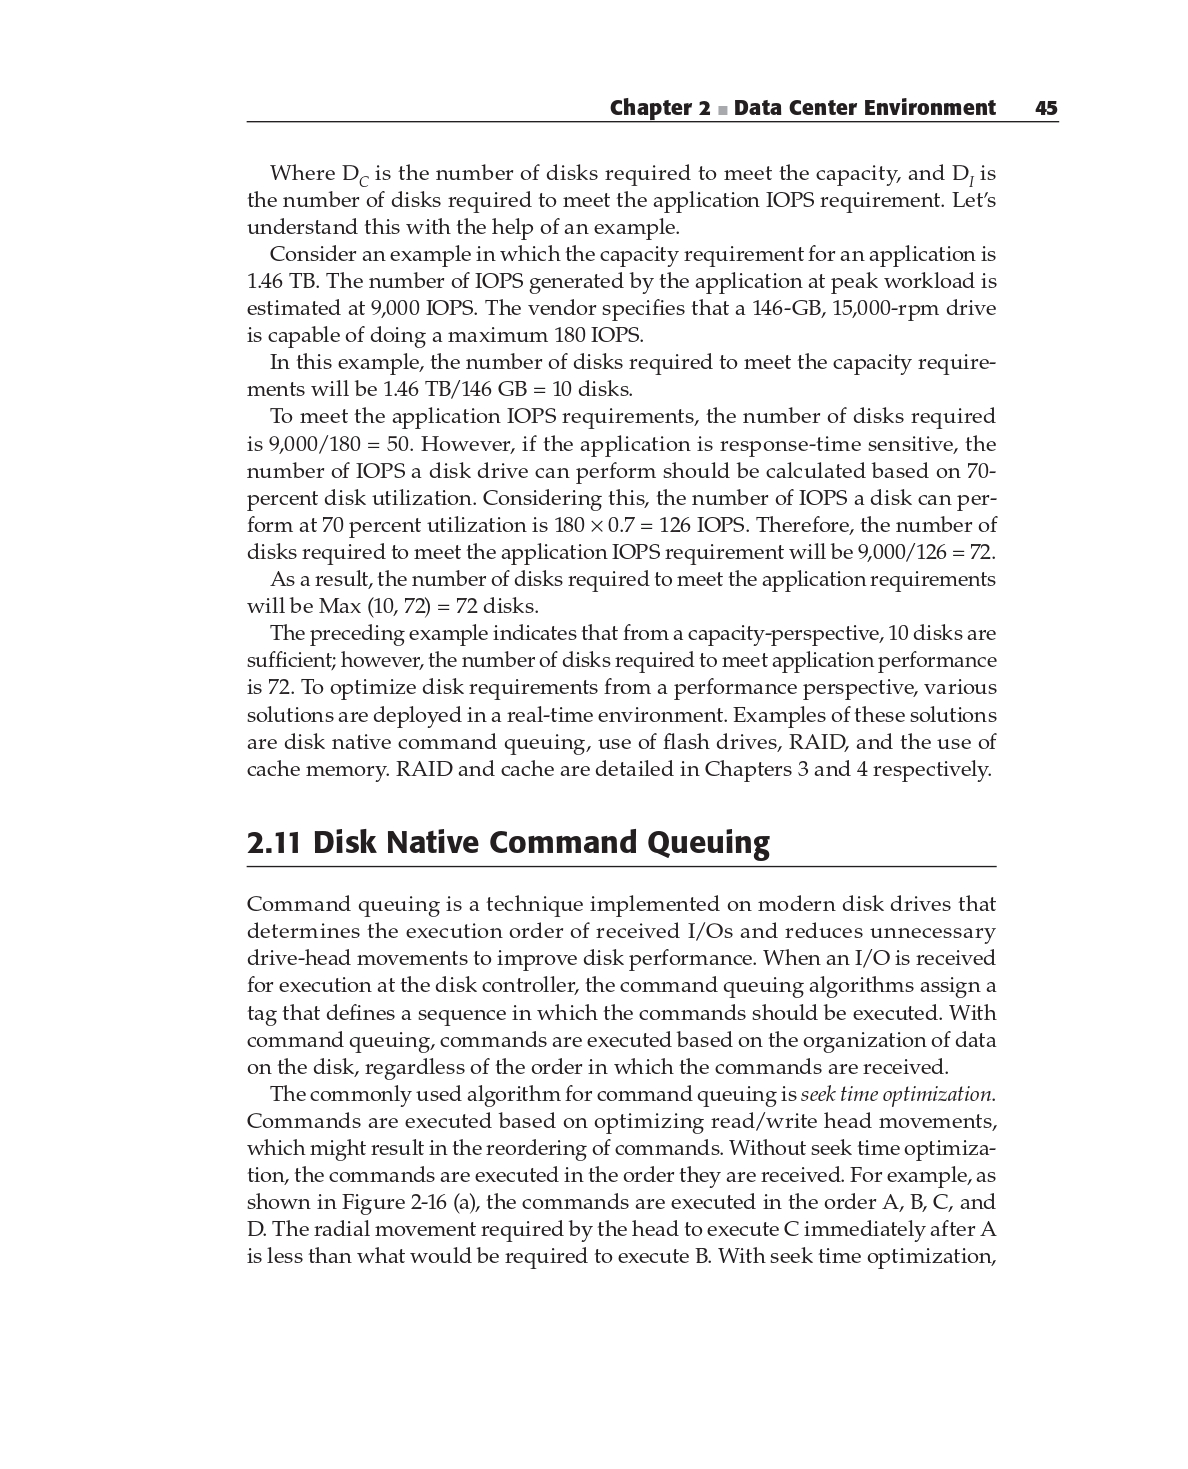 Chapter 2 ■ Data Center Environment 45
Where D_C is the number of disks required to meet the capacity, and D_I is
the number of disks required to meet the application IOPS requirement. Let's
understand this with the help of an example.
Consider an example in which the capacity requirement for an application is
1.46 TB. The number of IOPS generated by the application at peak workload is
estimated at 9,000 IOPS. The vendor specifies that a 146-GB, 15,000-rpm drive
is capable of doing a maximum 180 IOPS.
In this example, the number of disks required to meet the capacity require-
ments will be 1.46 TB/146 GB = 10 disks.
To meet the application IOPS requirements, the number of disks required
is 9,000/180 = 50. However, if the application is response-time sensitive, the
number of IOPS a disk drive can perform should be calculated based on 70-
percent disk utilization. Considering this, the number of IOPS a disk can per-
form at 70 percent utilization is 180 × 0.7 = 126 IOPS. Therefore, the number of
disks required to meet the application IOPS requirement will be 9,000/126 = 72.
As a result, the number of disks required to meet the application requirements
will be Max (10, 72) = 72 disks.
The preceding example indicates that from a capacity-perspective, 10 disks are
sufficient; however, the number of disks required to meet application performance
is 72. To optimize disk requirements from a performance perspective, various
solutions are deployed in a real-time environment. Examples of these solutions
are disk native command queuing, use of flash drives, RAID, and the use of
cache memory. RAID and cache are detailed in Chapters 3 and 4 respectively.
2.11 Disk Native Command Queuing
Command queuing is a technique implemented on modern disk drives that
determines the execution order of received I/Os and reduces unnecessary
drive-head movements to improve disk performance. When an I/O is received
for execution at the disk controller, the command queuing algorithms assign a
tag that defines a sequence in which the commands should be executed. With
command queuing, commands are executed based on the organization of data
on the disk, regardless of the order in which the commands are received.
The commonly used algorithm for command queuing is seek time optimization.
Commands are executed based on optimizing read/write head movements,
which might result in the reordering of commands. Without seek time optimiza-
tion, the commands are executed in the order they are received. For example, as
shown in Figure 2-16 (a), the commands are executed in the order A, B, C, and
D. The radial movement required by the head to execute C immediately after A
is less than what would be required to execute B. With seek time optimization,